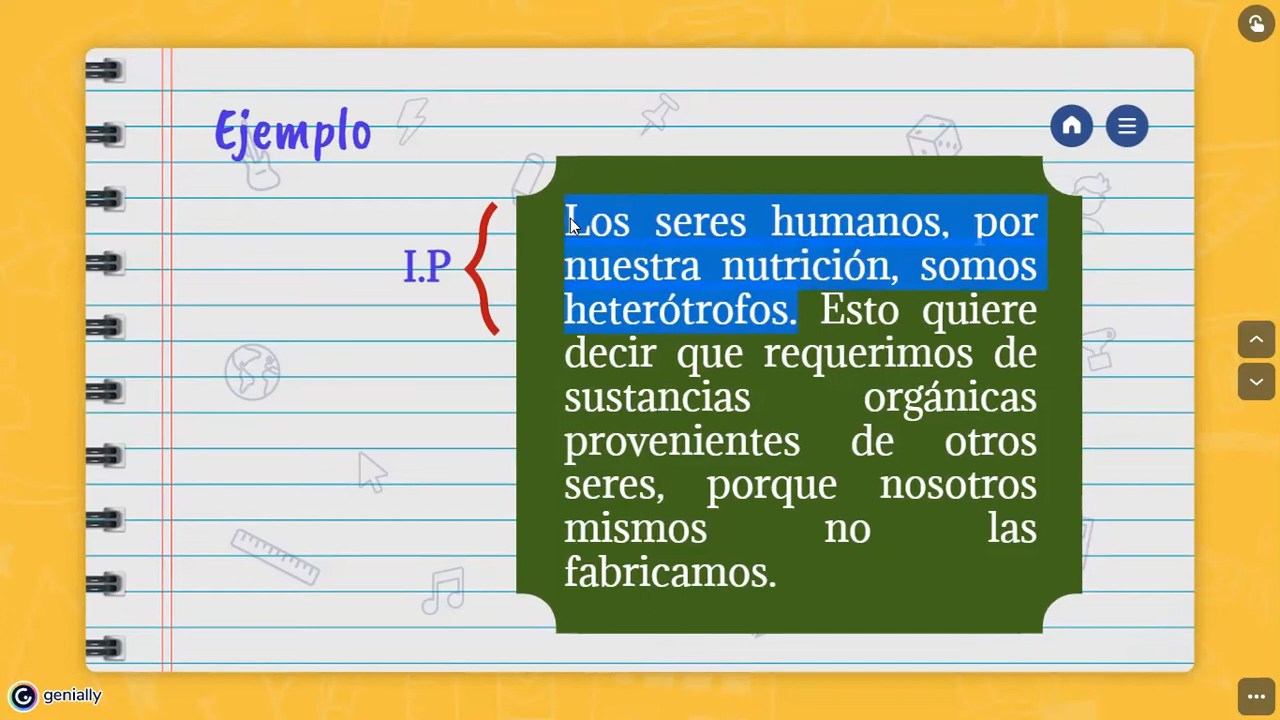 Ejemplo
I.P
Los seres humanos, por
nuestra nutrición, somos
heterótrofos. Esto quiere
decir que requerimos de
sustancias orgánicas
provenientes de otros
seres, porque nosotros
mismos no las
fabricamos.
genially